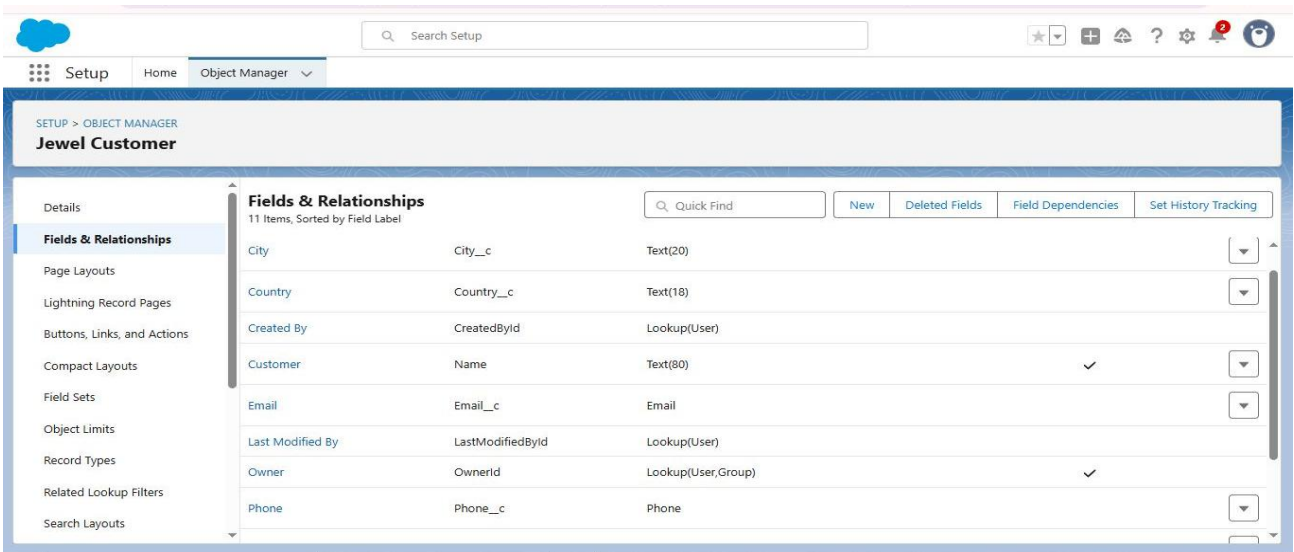 Search Setup
2
Setup Home Object Manager
SETUP > OBJECT MANAGER
Jewel Customer
Details
Fields & Relationships
Page Layouts
Lightning Record Pages
Buttons, Links, and Actions
Compact Layouts
Field Sets
Object Limits
Record Types
Related Lookup Filters
Search Layouts
Fields & Relationships
11 Items, Sorted by Field Label
Quick Find New Deleted Fields Field Dependencies Set History Tracking
City City__c Text(20)
Country Country__c Text(18)
Created By CreatedById Lookup(User)
Customer Name Text(80)
Email Email__c Email
Last Modified By LastModifiedById Lookup(User)
Owner OwnerId Lookup(User,Group)
Phone Phone__c Phone